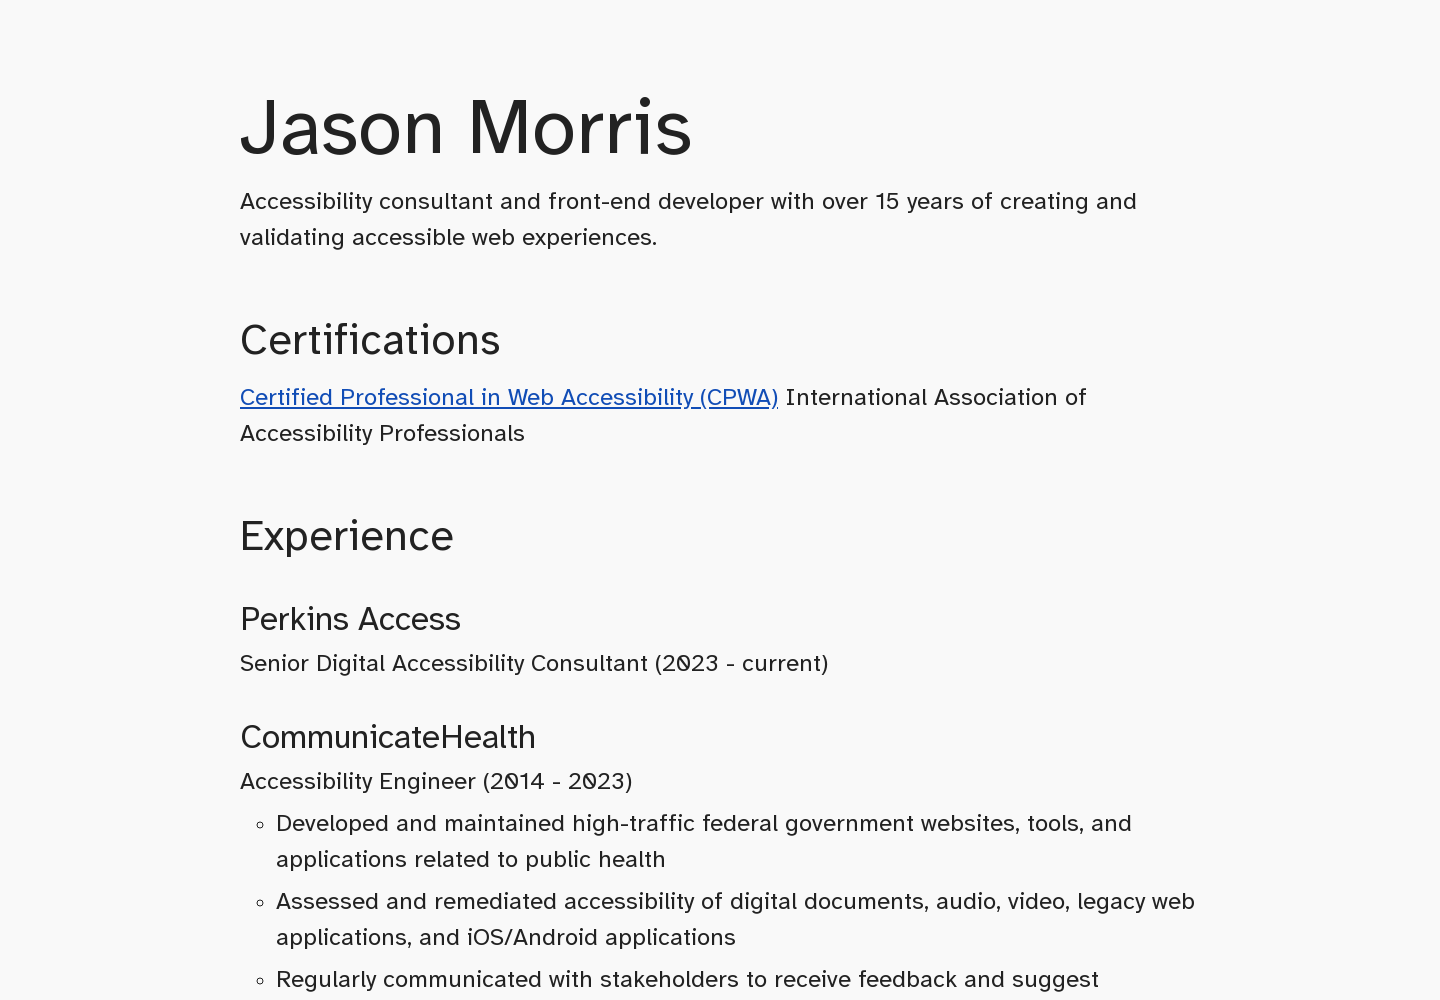 Jason Morris
Accessibility consultant and front-end developer with over 15 years of creating and
validating accessible web experiences.
Certifications
Certified Professional in Web Accessibility (CPWA) International Association of
Accessibility Professionals
Experience
Perkins Access
Senior Digital Accessibility Consultant (2023 - current)
CommunicateHealth
Accessibility Engineer (2014 - 2023)
◦ Developed and maintained high-traffic federal government websites, tools, and
applications related to public health
◦ Assessed and remediated accessibility of digital documents, audio, video, legacy web
applications, and iOS/Android applications
◦ Regularly communicated with stakeholders to receive feedback and suggest